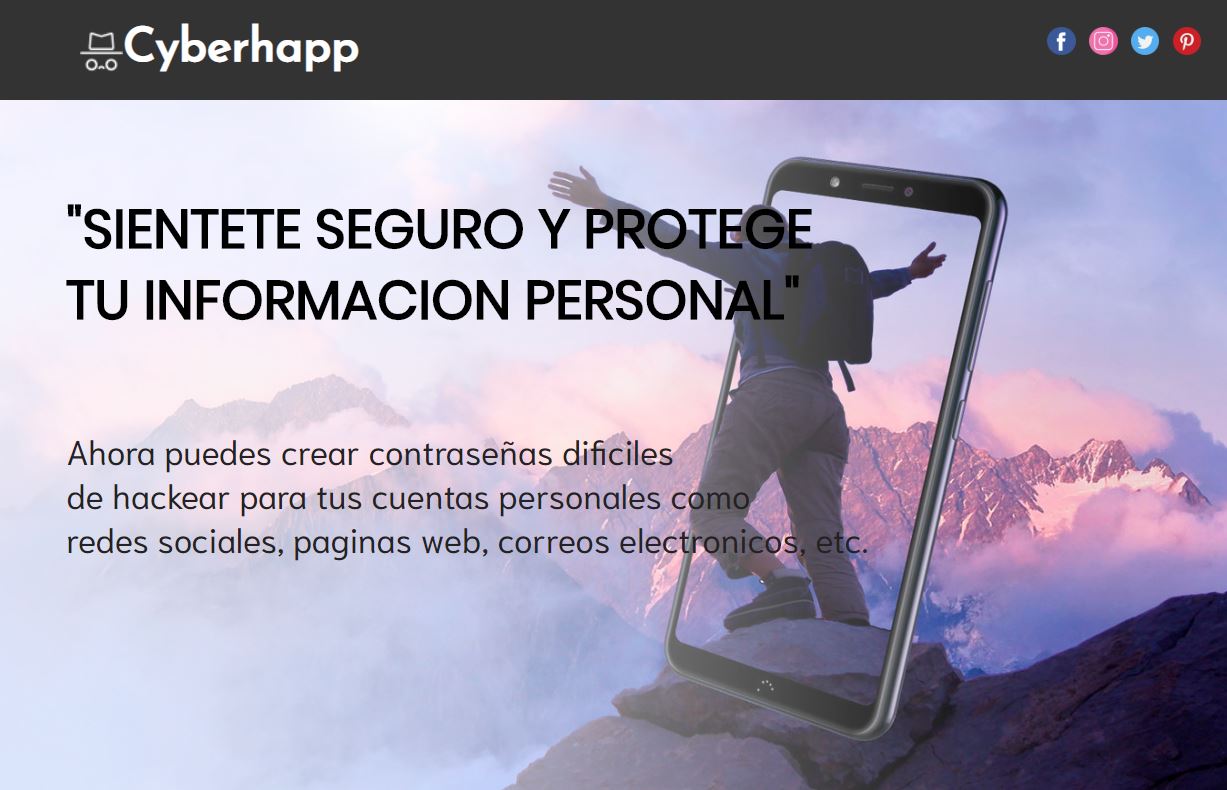 Cyberhapp
"SIENTETE SEGURO Y PROTEGE
TU INFORMACION PERSONAL"
Ahora puedes crear contraseñas dificiles
de hackear para tus cuentas personales como
redes sociales, paginas web, correos electronicos, etc.